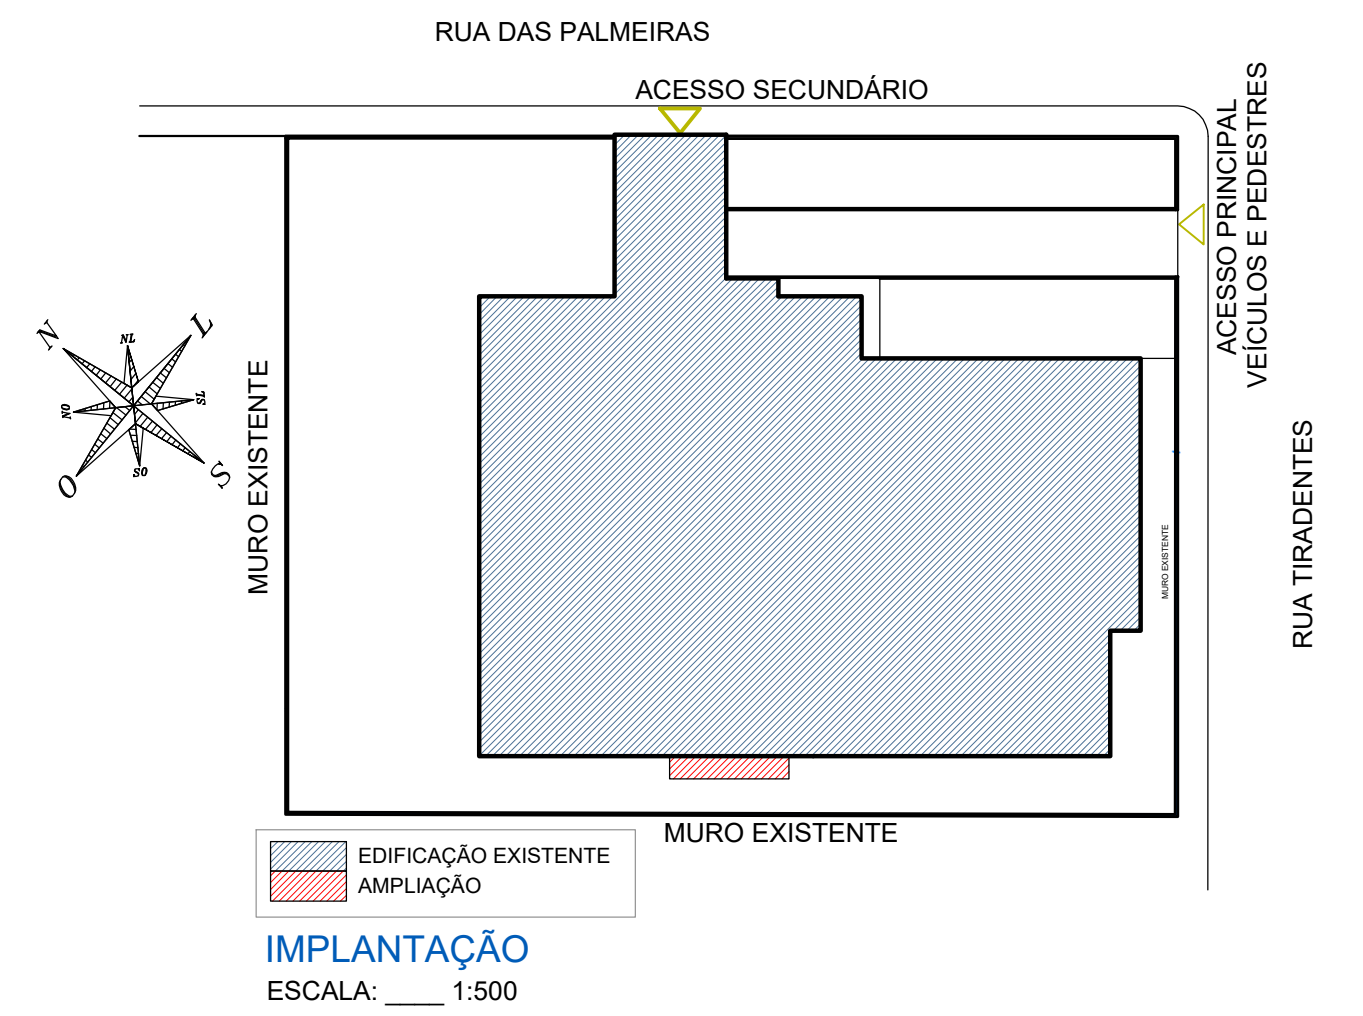 RUA DAS PALMEIRAS
ACESSO SECUNDÁRIO
ACESSO PRINCIPAL
VEÍCULOS E PEDESTRES
N
NL
L
NO
SL
O
SO
S
MURO EXISTENTE
MURO EXISTENTE
RUA TIRADENTES
MURO EXISTENTE
EDIFICAÇÃO EXISTENTE
AMPLIAÇÃO
IMPLANTAÇÃO
ESCALA: ____ 1:500